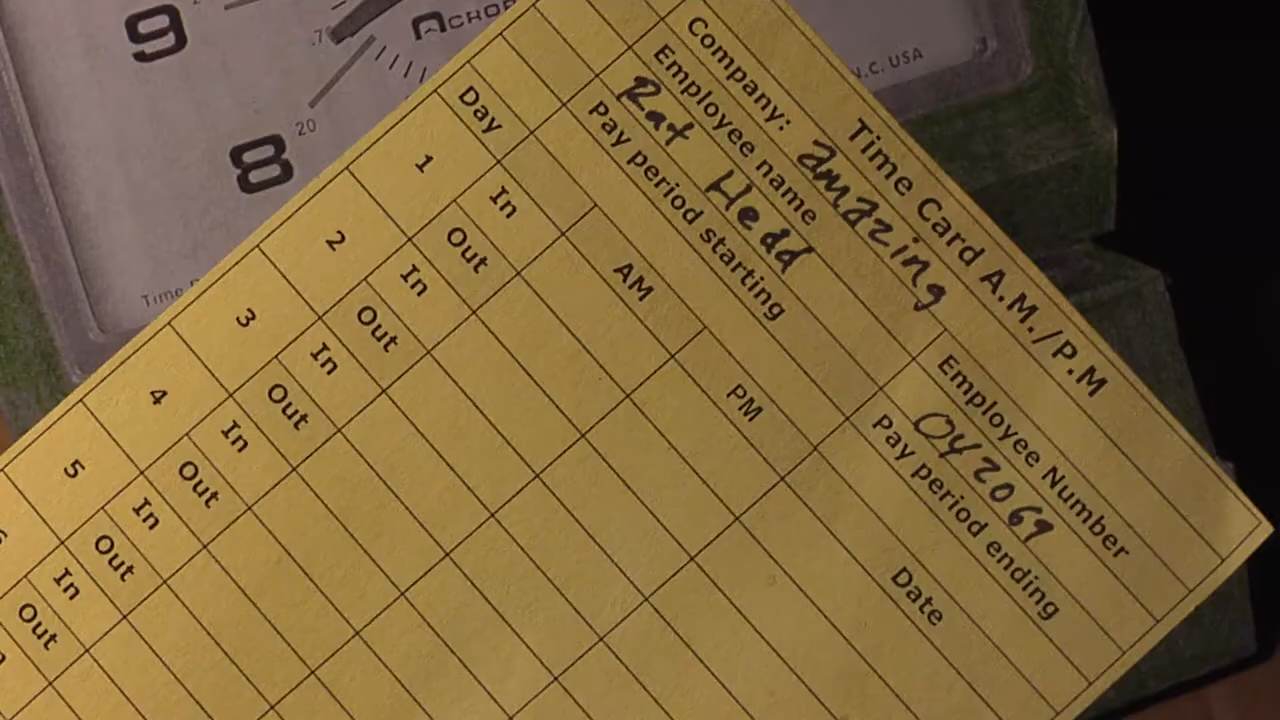 9
8
20
ACRO
N.C. USA
Time
Time Card A.M./P.M
Company: amazing
Employee name
Employee Number
Rat Hedd
042069
Pay period starting
Pay period ending
Day
AM
PM
Date
1
In
Out
2
In
Out
3
In
Out
4
In
Out
5
In
Out
In
Out